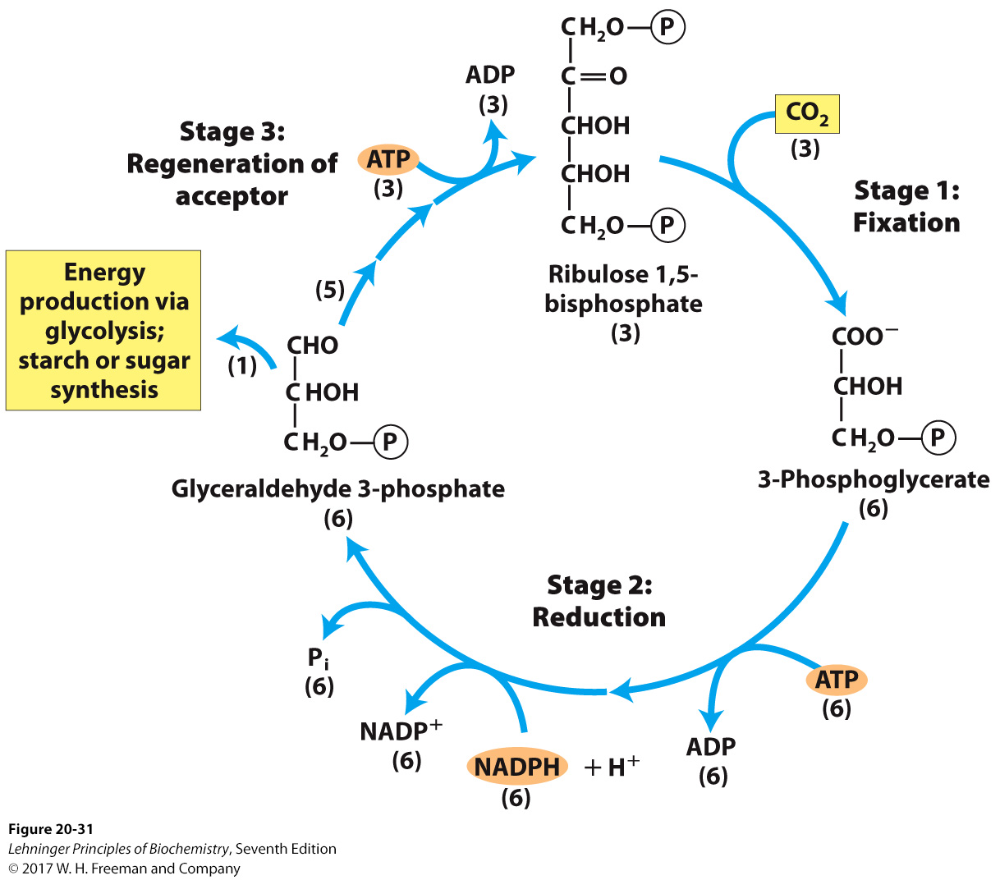 CH₂O—P
C=O
CHOH
CHOH
CH₂O—P
Ribulose 1,5-
bisphosphate
(3)
CO₂
(3)
Stage 1:
Fixation
COO⁻
CHOH
CH₂O—P
3-Phosphoglycerate
(6)
Stage 2:
Reduction
ATP
(6)
ADP
(6)
NADPH + H⁺
(6)
NADP⁺
(6)
Pᵢ
(6)
CHO
CHOH
CH₂O—P
Glyceraldehyde 3-phosphate
(6)
(1)
Energy
production via
glycolysis;
starch or sugar
synthesis
(5)
Stage 3:
Regeneration of
acceptor
ATP
(3)
ADP
(3)
Figure 20-31
Lehninger Principles of Biochemistry, Seventh Edition
© 2017 W. H. Freeman and Company